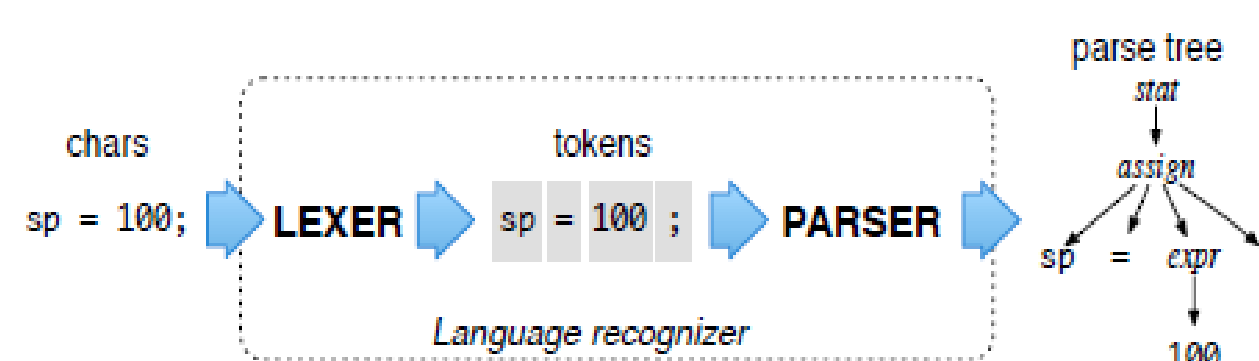 parse tree
stat
chars
tokens
assign
sp = 100;
LEXER
sp = 100 ;
PARSER
sp = expr
Language recognizer
100